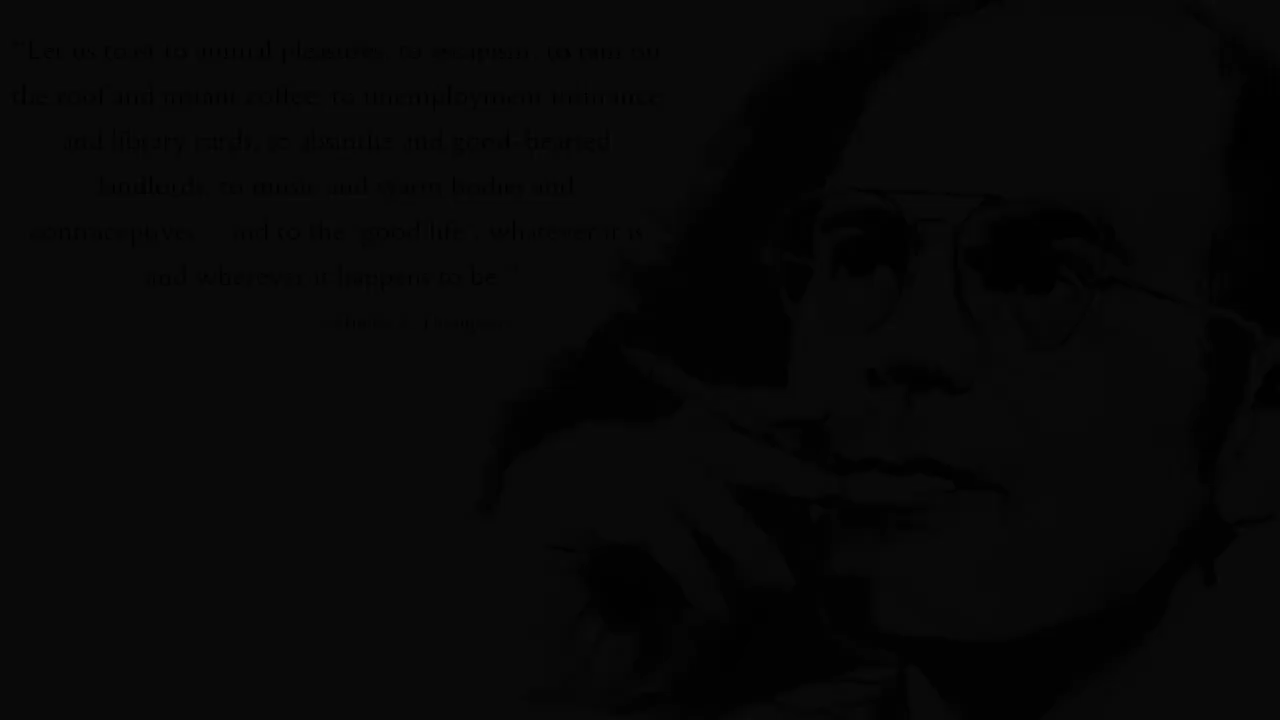 "Let us toast to animal pleasures, to escapism, to rain on
the roof and instant coffee, to unemployment insurance
and library cards, to absinthe and good-hearted
landlords, to music and warm bodies and
contraceptives... and to the "good life", whatever it is
and wherever it happens to be."